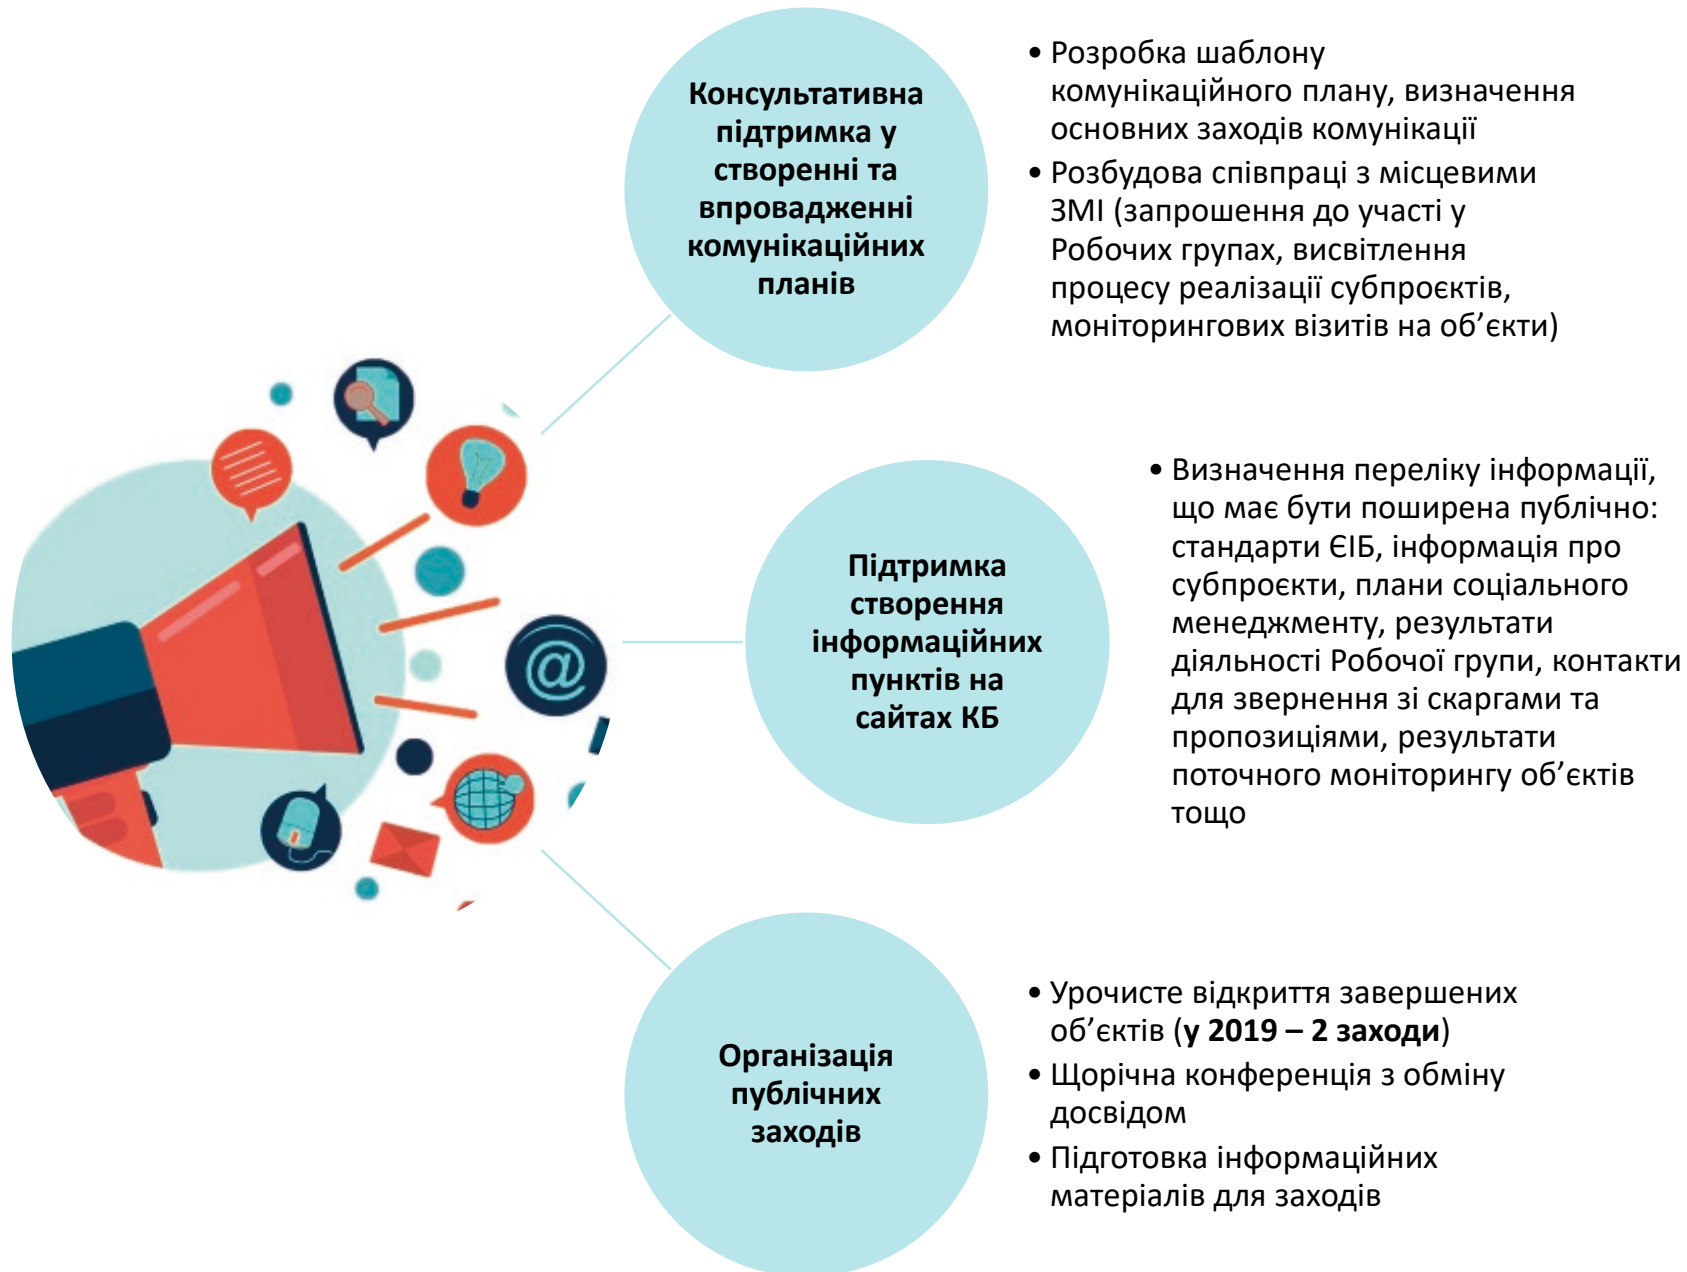 Консультативна
підтримка у
створенні та
впровадженні
комунікаційних
планів
• Розробка шаблону
комунікаційного плану, визначення
основних заходів комунікації
• Розбудова співпраці з місцевими
ЗМІ (запрошення до участі у
Робочих групах, висвітлення
процесу реалізації субпроєктів,
моніторингових візитів на об’єкти)
Підтримка
створення
інформаційних
пунктів на
сайтах КБ
• Визначення переліку інформації,
що має бути поширена публічно:
стандарти ЄІБ, інформація про
субпроєкти, плани соціального
менеджменту, результати
діяльності Робочої групи, контакти
для звернення зі скаргами та
пропозиціями, результати
поточного моніторингу об’єктів
тощо
Організація
публічних
заходів
• Урочисте відкриття завершених
об’єктів (у 2019 – 2 заходи)
• Щорічна конференція з обміну
досвідом
• Підготовка інформаційних
матеріалів для заходів
@